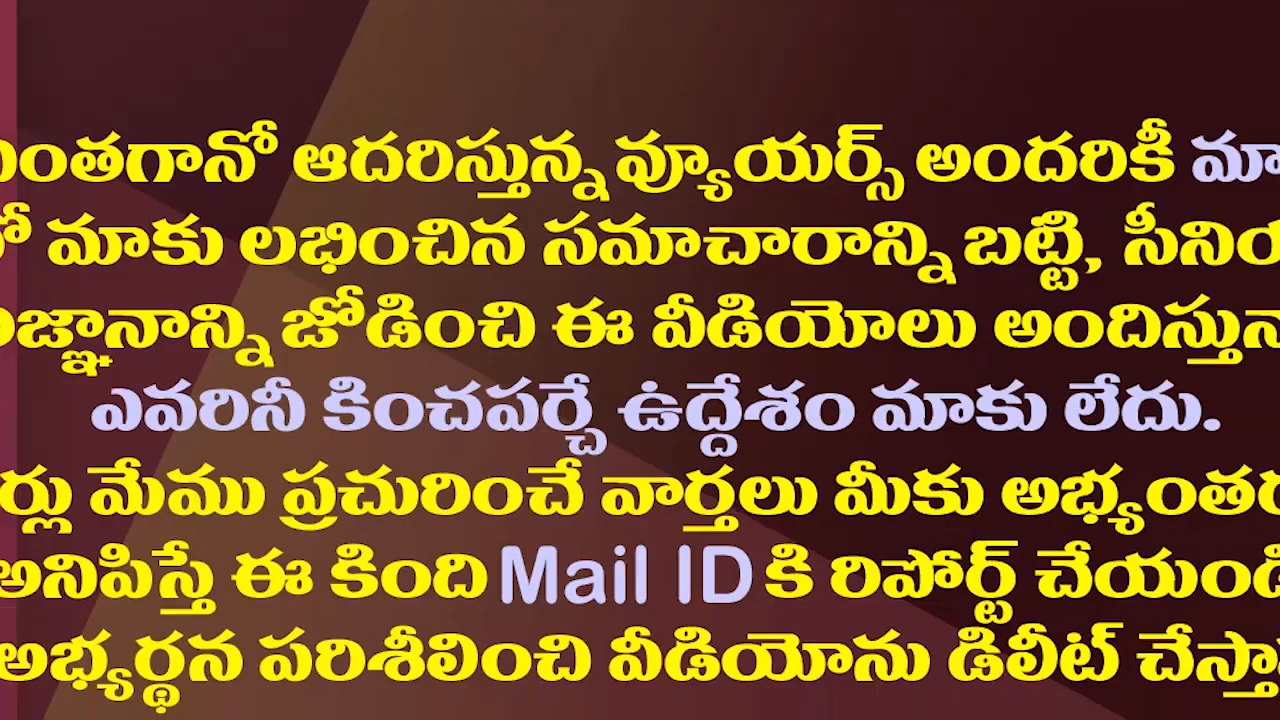 ఆదరిస్తున్న వ్యూయర్స్ అందరికీ మా
మాకు లభించిన సమాచారాన్ని బట్టి, సీనియ
జోడించి ఈ వీడియోలు అందిస్తున
ఎవరినీ కించపర్చే ఉద్దేశం మాకు లేదు.
ర్లు మేము ప్రచురించే వార్తలు మీకు అభ్యంతర
అనిపిస్తే ఈ కింది Mail ID కి రిపోర్ట్ చేయండి
అభ్యర్థన పరిశీలించి వీడియోను డిలీట్ చేస్తా